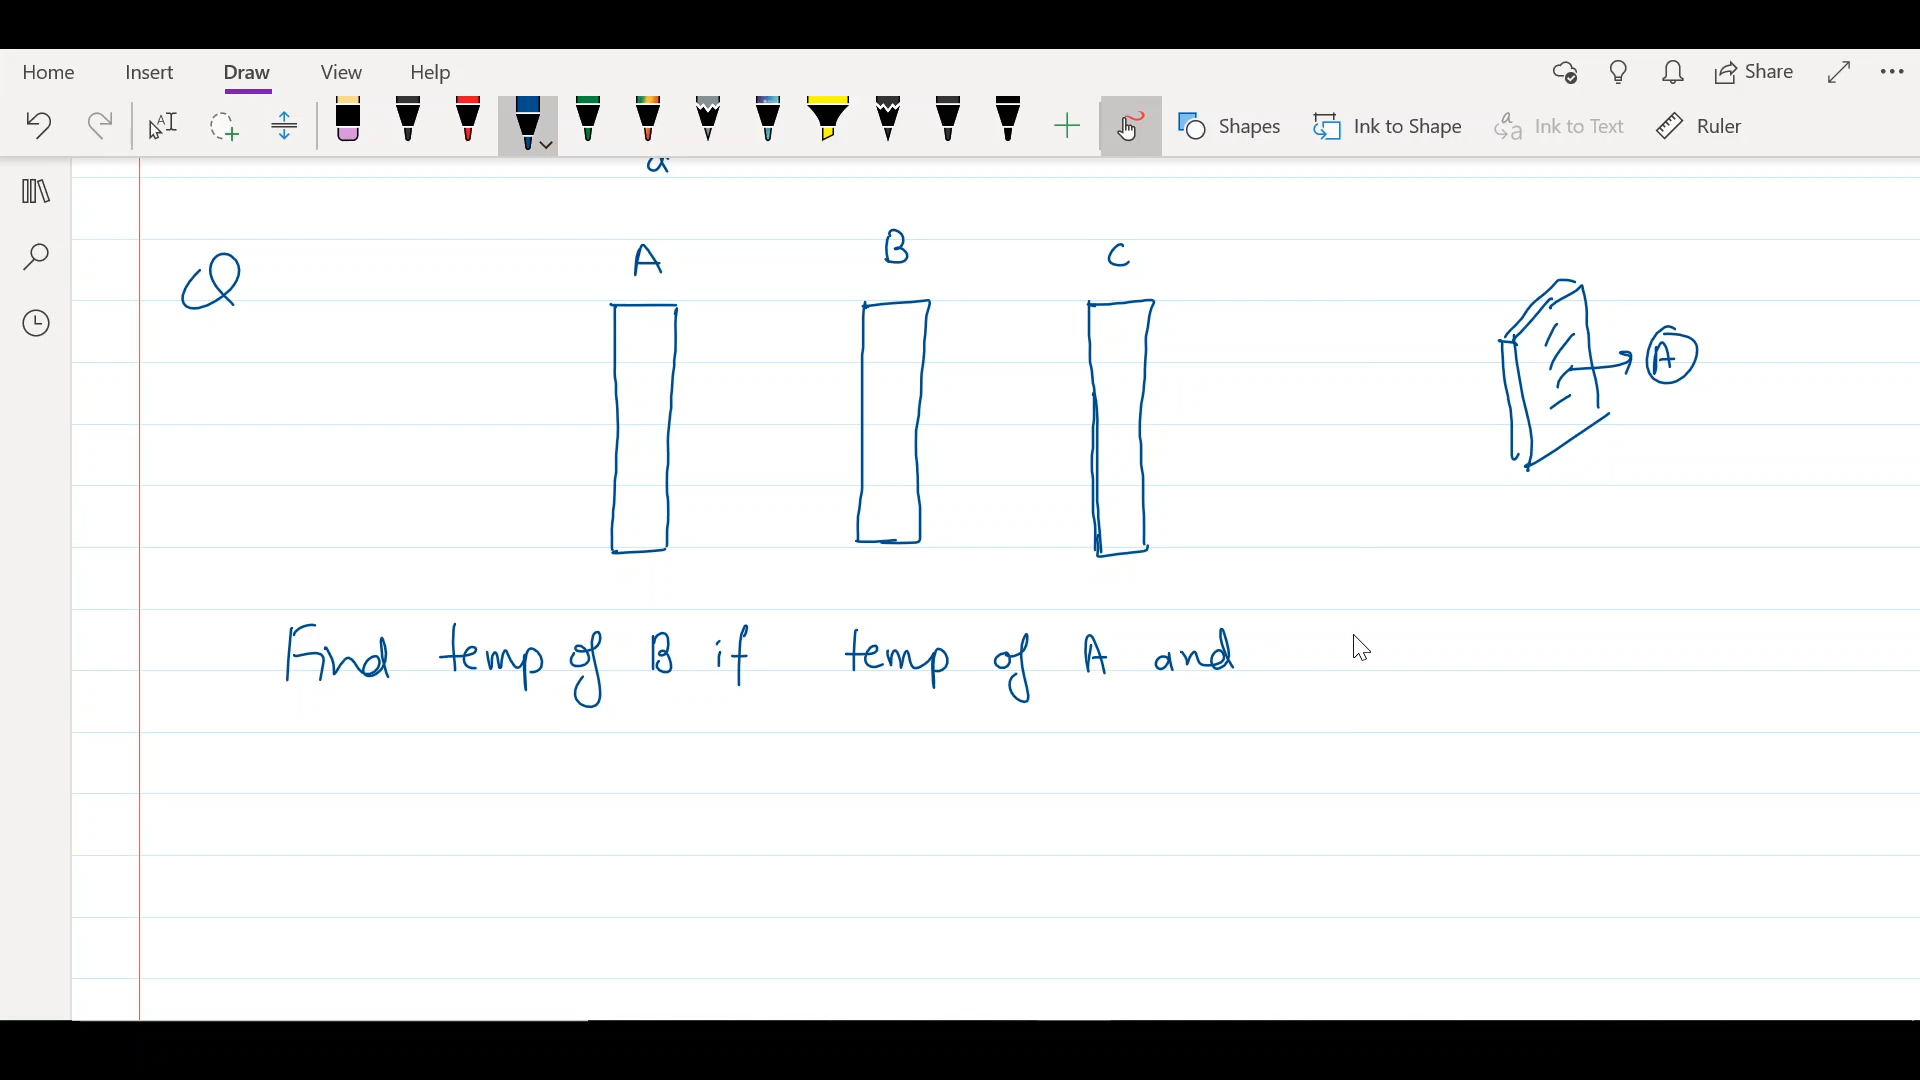 Home Insert Draw View Help Share
Shapes Ink to Shape Ink to Text Ruler
Q A B C
A
Find temp of B if temp of A and